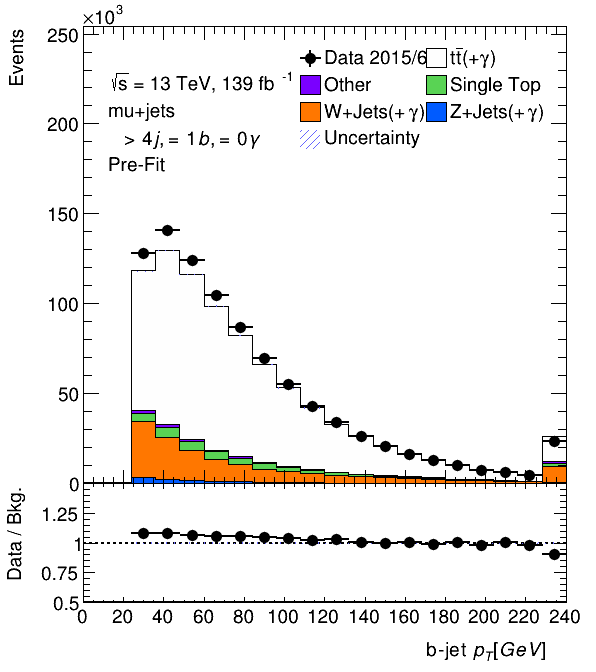 ×10³
Events
250
200
150
100
50
0
Data 2015/6
tt̄(+γ)
Other
Single Top
W+Jets(+γ)
Z+Jets(+γ)
Uncertainty
√s = 13 TeV, 139 fb⁻¹
mu+jets
> 4j, = 1b, = 0γ
Pre-Fit
Data / Bkg.
1.25
1
0.75
0.5
0 20 40 60 80 100 120 140 160 180 200 220 240
b-jet p_T[GeV]